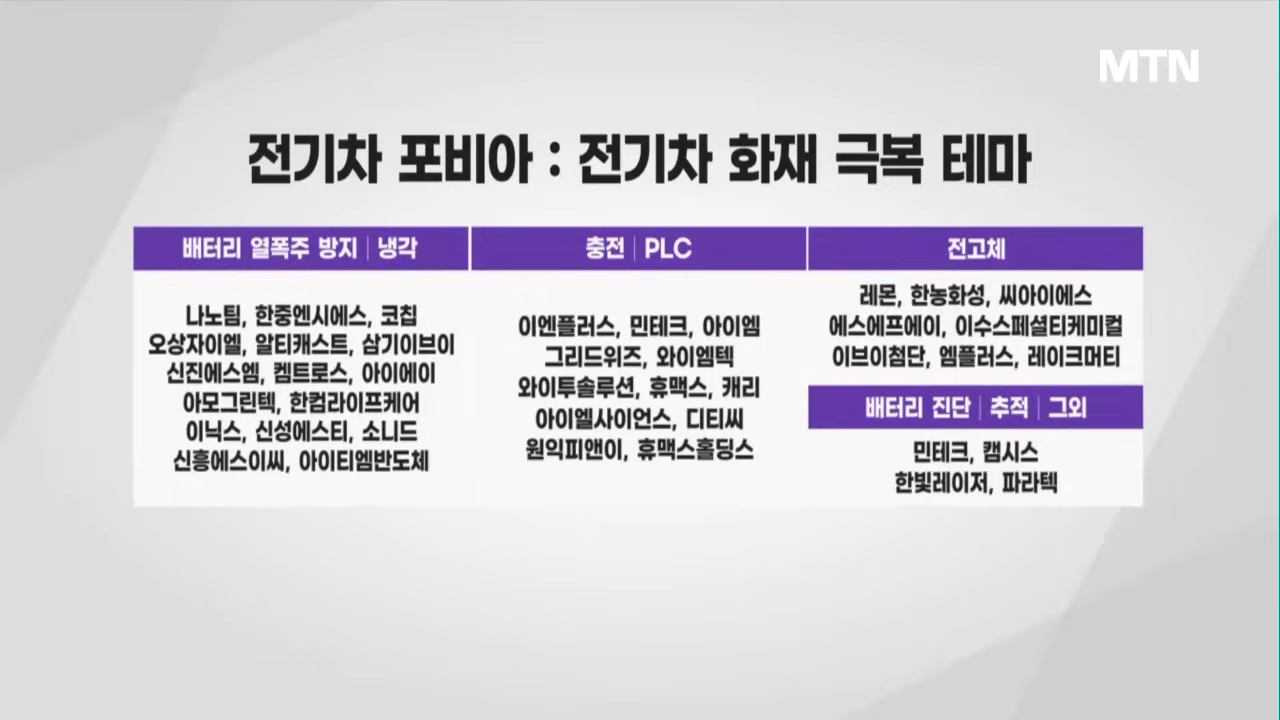 MTN
전기차 포비아 : 전기차 화재 극복 테마
배터리 열폭주 방지 | 냉각
나노팀, 한중엔시에스, 코칩
오상자이엘, 알티캐스트, 삼기이브이
신진에스엠, 켐트로스, 아이에이
아모그린텍, 한컴라이프케어
이닉스, 신성에스티, 소니드
신흥에스이씨, 아이티엠반도체
충전 | PLC
이엔플러스, 민테크, 아이엠
그리드위즈, 와이엠텍
와이투솔루션, 휴맥스, 캐리
아이엘사이언스, 디티씨
원익피앤이, 휴맥스홀딩스
전고체
레몬, 한농화성, 씨아이에스
에스에프에이, 이수스페셜티케미컬
이브이첨단, 엠플러스, 레이크머티
배터리 진단 | 추적 | 그외
민테크, 캠시스
한빛레이저, 파라텍